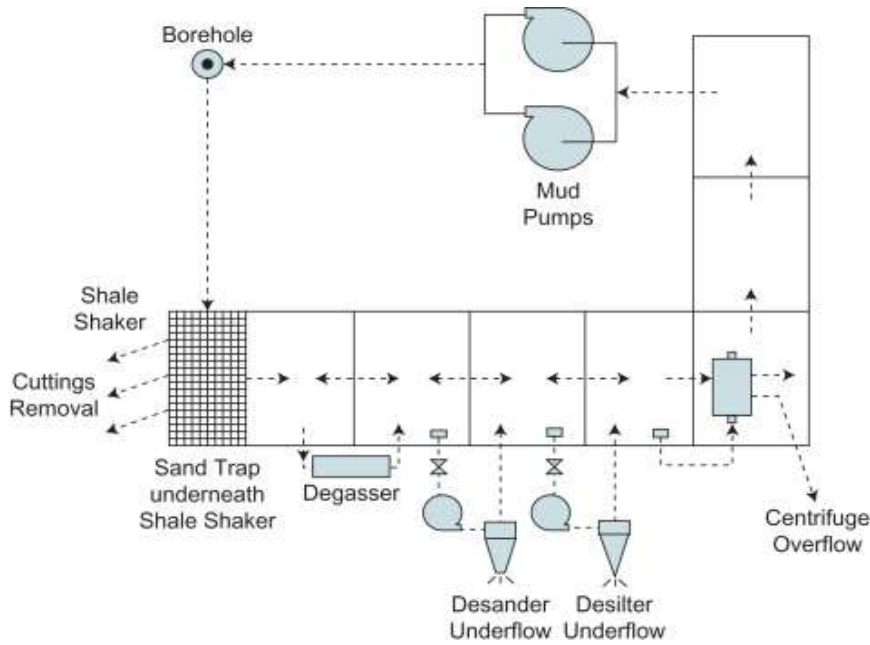 Borehole
Mud
Pumps
Shale
Shaker
Cuttings
Removal
Sand Trap
underneath
Shale Shaker
Degasser
Centrifuge
Overflow
Desander
Underflow
Desilter
Underflow